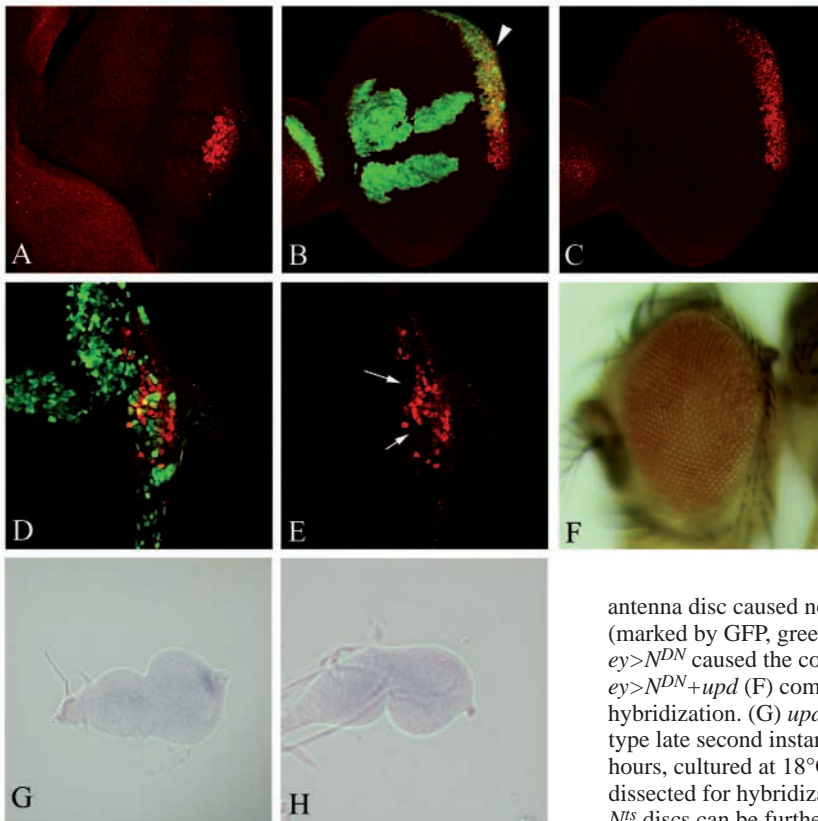 A
B
C
D
E
F
G
H
antenna disc caused no
(marked by GFP, gree
ey>N^DN caused the co
ey>N^DN+upd (F) com
hybridization. (G) upd
type late second instar
hours, cultured at 18°C
dissected for hybridiza
N^ts discs can be further